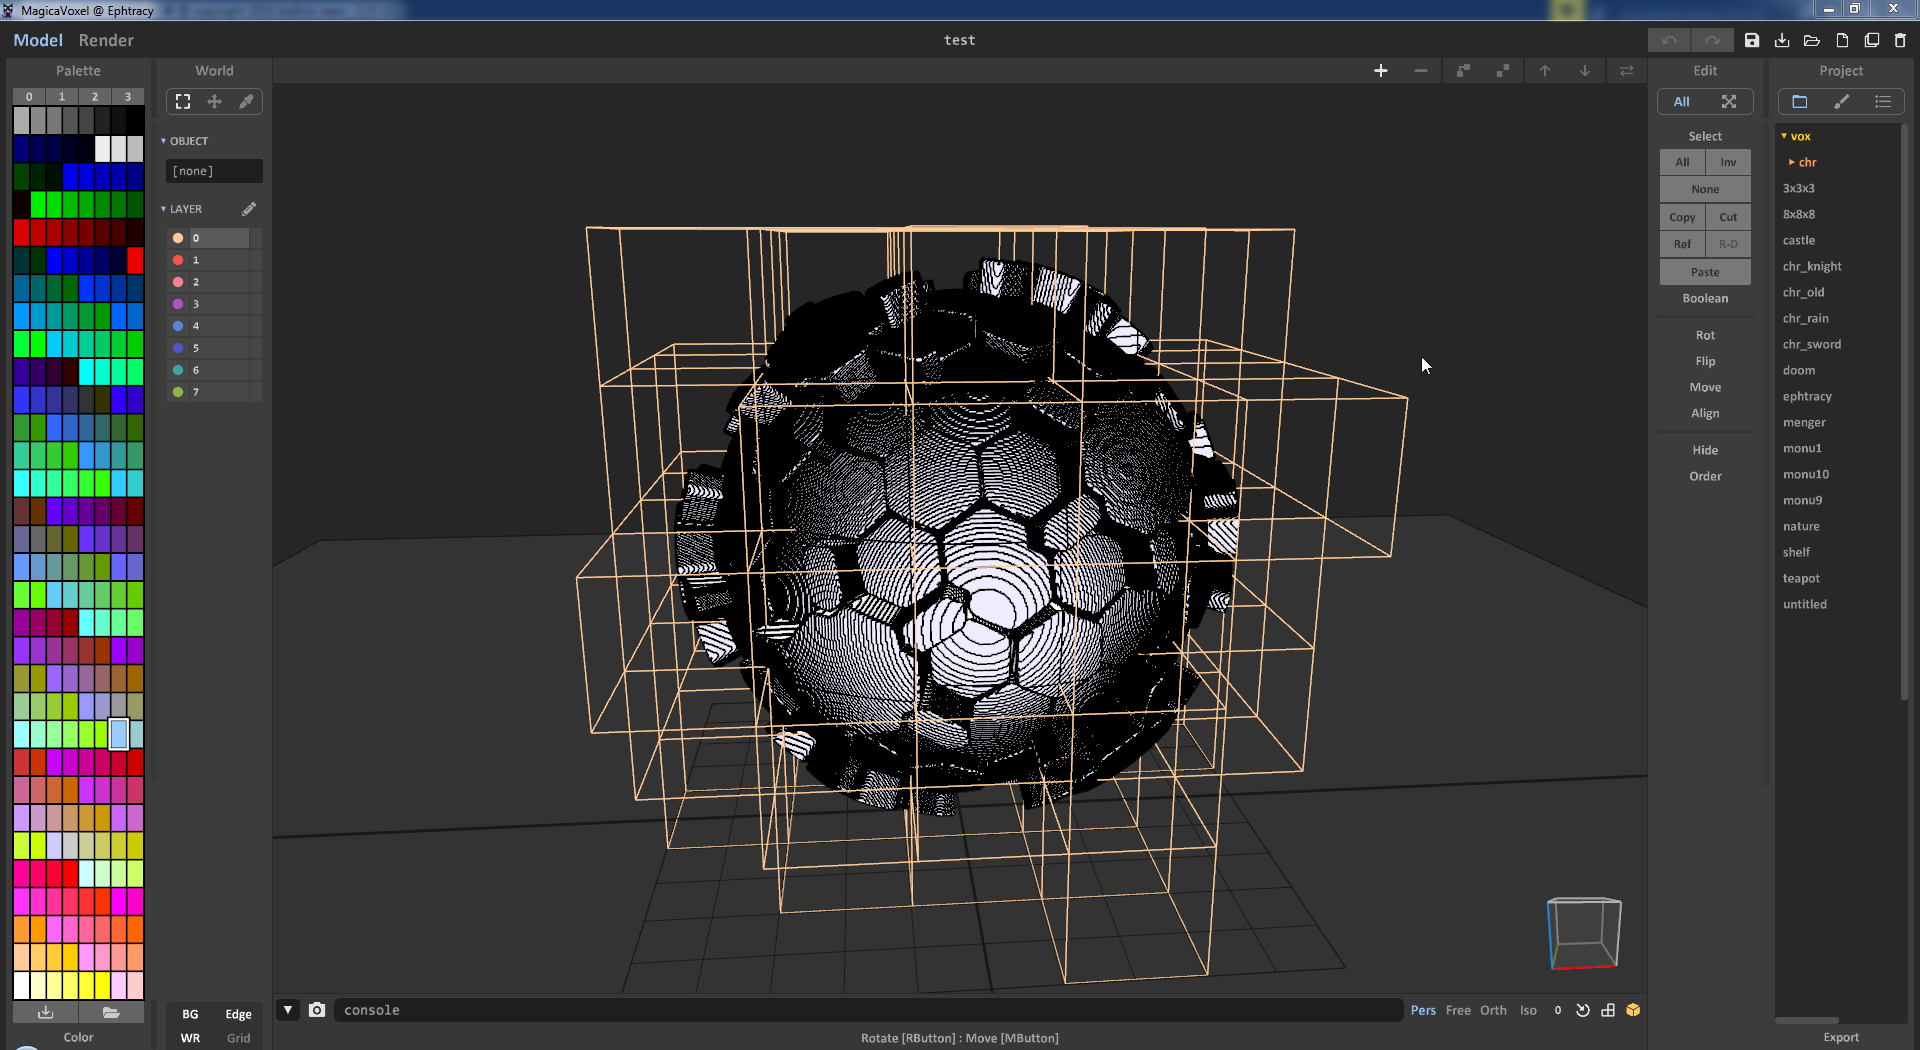 MagicaVoxel @ Ephtracy
Model Render
test
Palette
0 1 2 3
Color
World
OBJECT
[none]
LAYER
0
1
2
3
4
5
6
7
BG Edge
WR Grid
console
Pers Free Orth Iso 0
Rotate [RButton] : Move [MButton]
Edit
All
Select
All Inv
None
Copy Cut
Ref R-D
Paste
Boolean
Rot
Flip
Move
Align
Hide
Order
Project
vox
chr
3x3x3
8x8x8
castle
chr_knight
chr_old
chr_rain
chr_sword
doom
ephtracy
menger
monu1
monu10
monu9
nature
shelf
teapot
untitled
Export